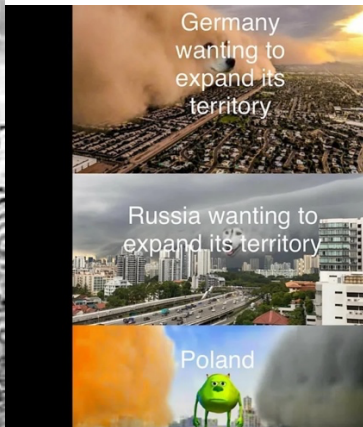 Germany
wanting to
expand its
territory
Russia wanting to
expand its territory
Poland